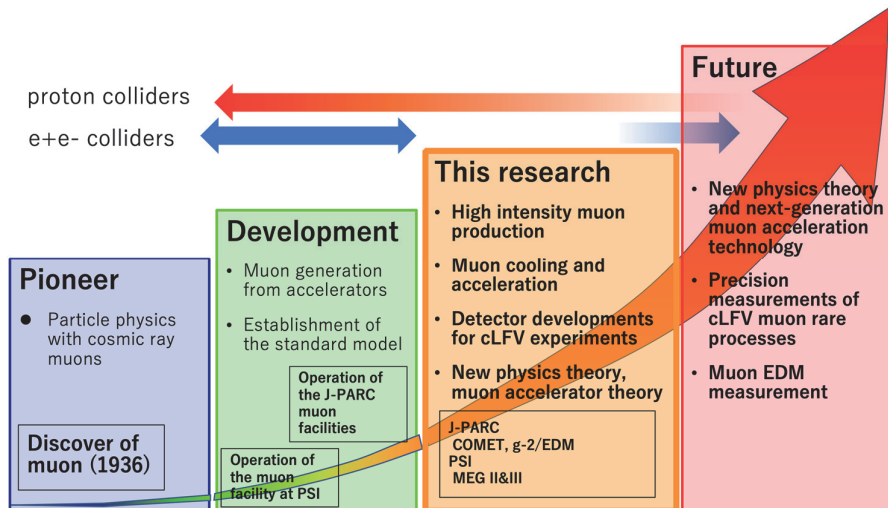 proton colliders
e+e- colliders
Pioneer
● Particle physics
with cosmic ray
muons
Discover of
muon (1936)
Development
• Muon generation
from accelerators
• Establishment of
the standard model
Operation of
the J-PARC
muon
facilities
Operation of
the muon
facility at PSI
This research
• High intensity muon
production
• Muon cooling and
acceleration
• Detector developments
for cLFV experiments
• New physics theory,
muon accelerator theory
J-PARC
COMET, g-2/EDM
PSI
MEG II&III
Future
• New physics theory
and next-generation
muon acceleration
technology
• Precision
measurements of
cLFV muon rare
processes
• Muon EDM
measurement